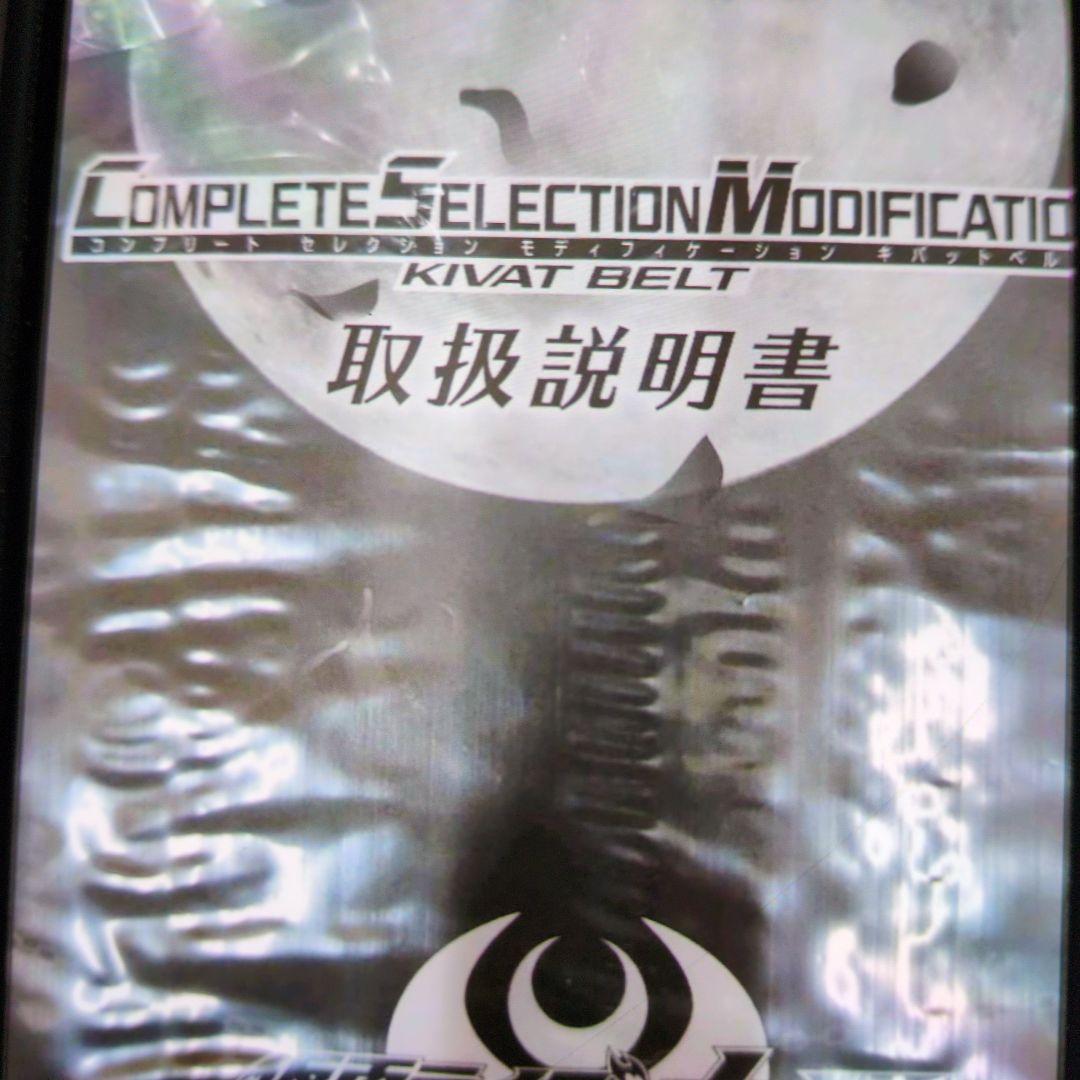 COMPLETE SELECTION MODIFICATIO
コンプリート セレクション モディフィケーション キバットベル
KIVAT BELT
取扱説明書